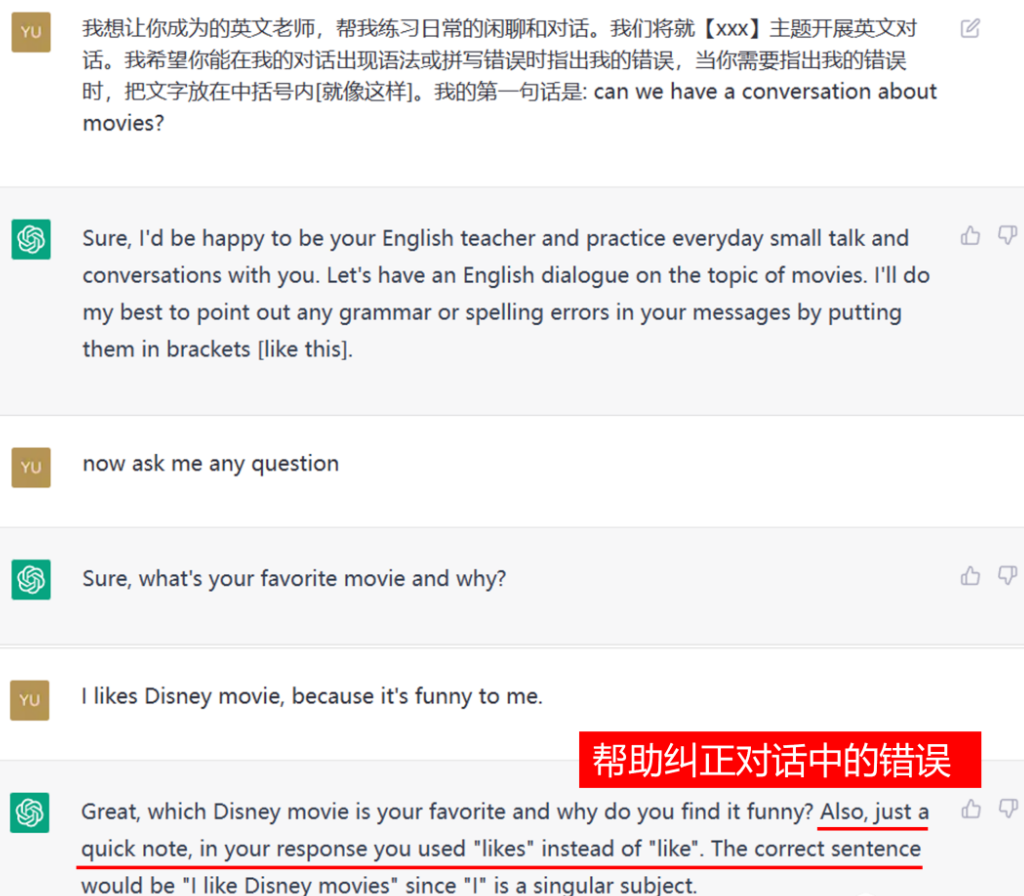 YU
我想让你成为的英文老师，帮我练习日常的闲聊和对话。我们将就【xxx】主题开展英文对
话。我希望你能在我的对话出现语法或拼写错误时指出我的错误，当你需要指出我的错误
时，把文字放在中括号内[就像这样]。我的第一句话是: can we have a conversation about
movies?
Sure, I'd be happy to be your English teacher and practice everyday small talk and
conversations with you. Let's have an English dialogue on the topic of movies. I'll do
my best to point out any grammar or spelling errors in your messages by putting
them in brackets [like this].
YU
now ask me any question
Sure, what's your favorite movie and why?
YU
I likes Disney movie, because it's funny to me.
帮助纠正对话中的错误
Great, which Disney movie is your favorite and why do you find it funny? Also, just a
quick note, in your response you used "likes" instead of "like". The correct sentence
would be "I like Disney movies" since "I" is a singular subject.